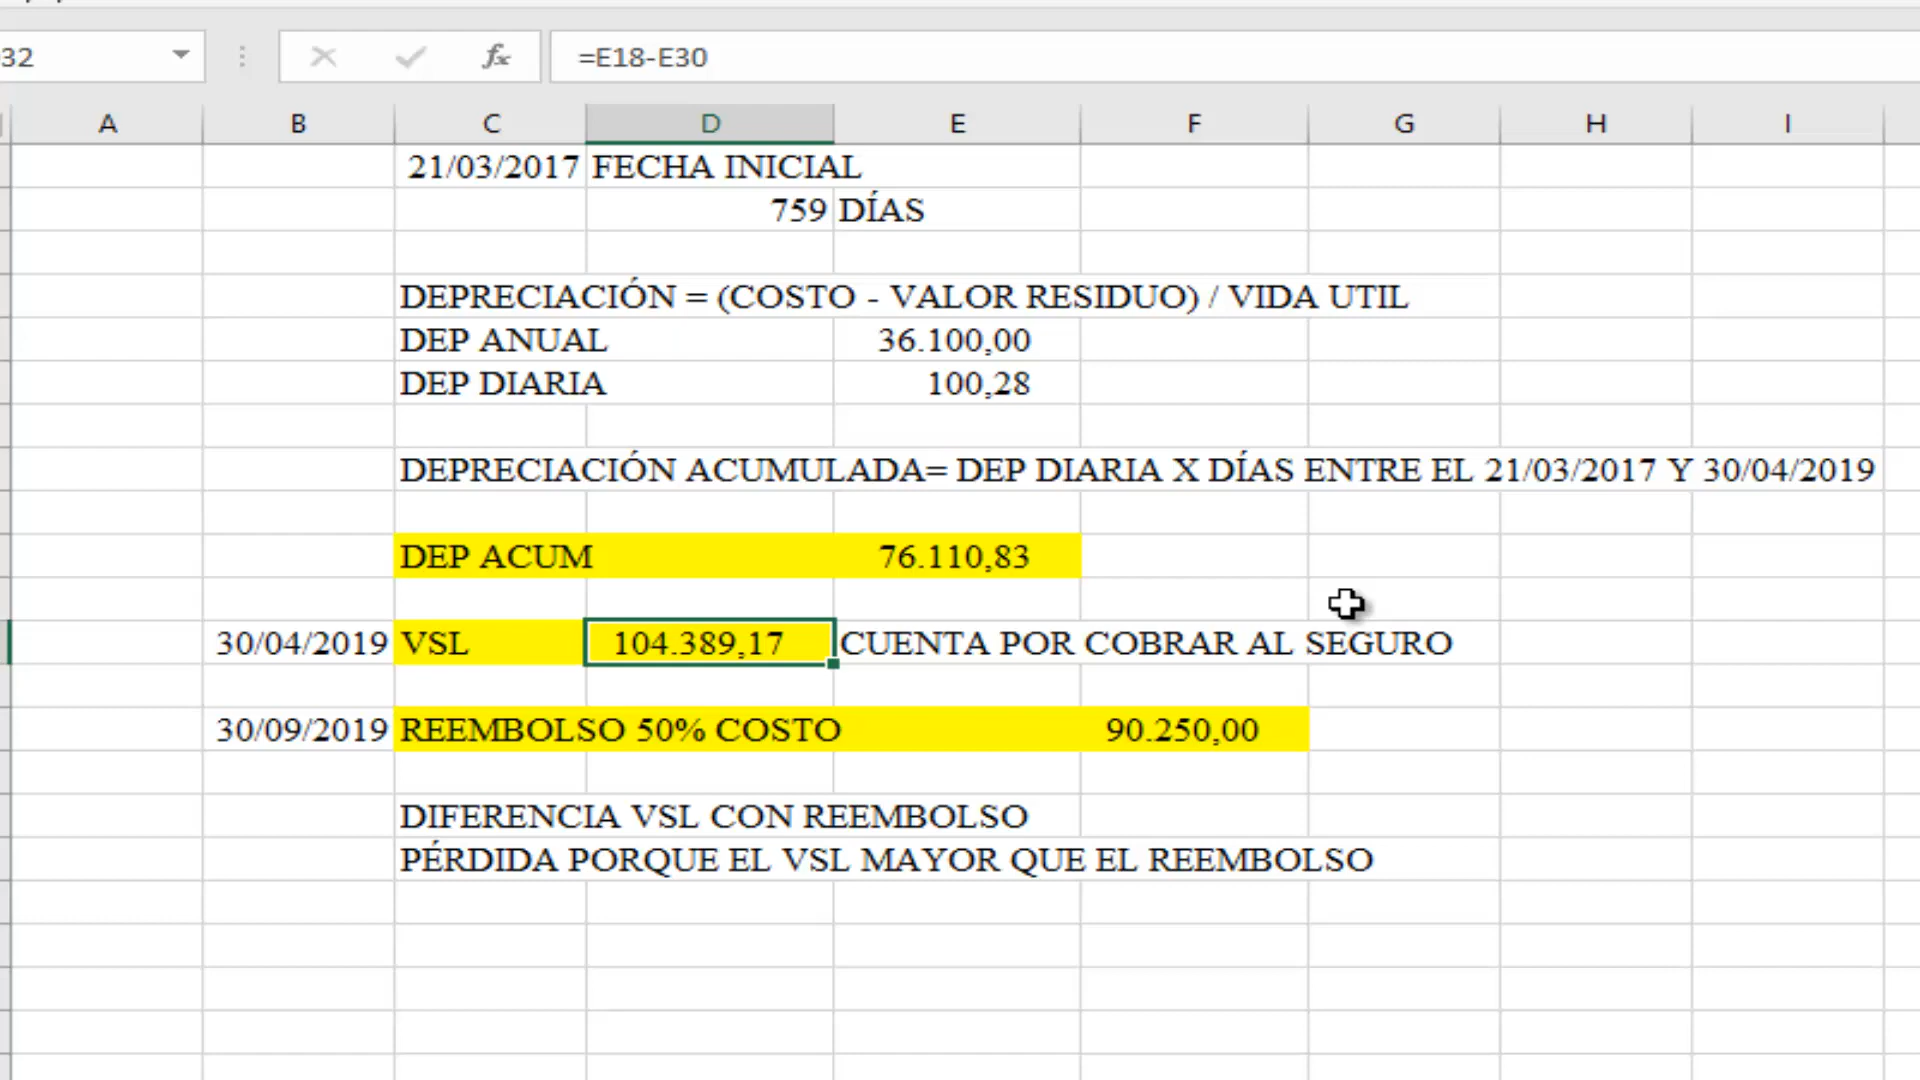 32 fx =E18-E30
A B C D E F G H I
21/03/2017 FECHA INICIAL
759 DÍAS
DEPRECIACIÓN = (COSTO - VALOR RESIDUO) / VIDA UTIL
DEP ANUAL 36.100,00
DEP DIARIA 100,28
DEPRECIACIÓN ACUMULADA= DEP DIARIA X DÍAS ENTRE EL 21/03/2017 Y 30/04/2019
DEP ACUM 76.110,83
30/04/2019 VSL 104.389,17 CUENTA POR COBRAR AL SEGURO
30/09/2019 REEMBOLSO 50% COSTO 90.250,00
DIFERENCIA VSL CON REEMBOLSO
PÉRDIDA PORQUE EL VSL MAYOR QUE EL REEMBOLSO